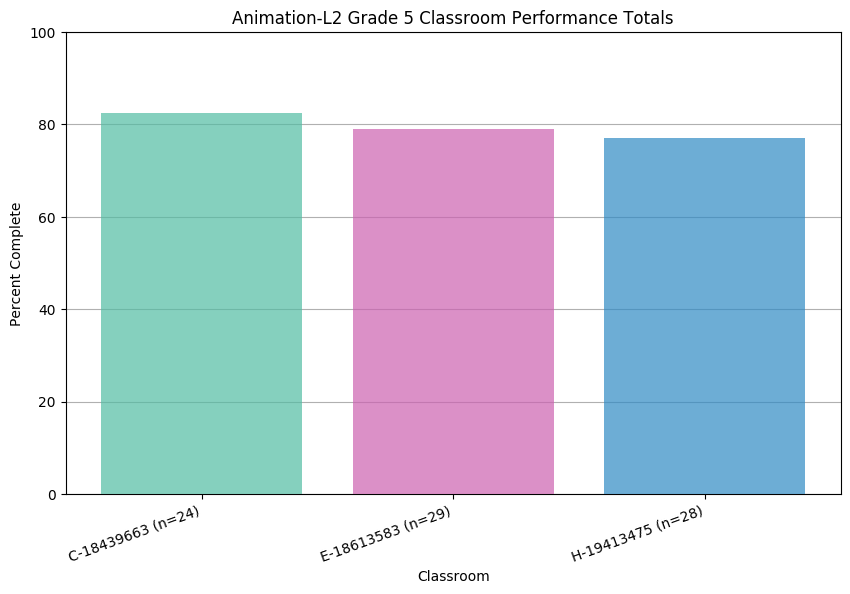 Animation-L2 Grade 5 Classroom Performance Totals
100
80
60
40
20
0
Percent Complete
C-18439663 (n=24)
E-18613583 (n=29)
H-19413475 (n=28)
Classroom